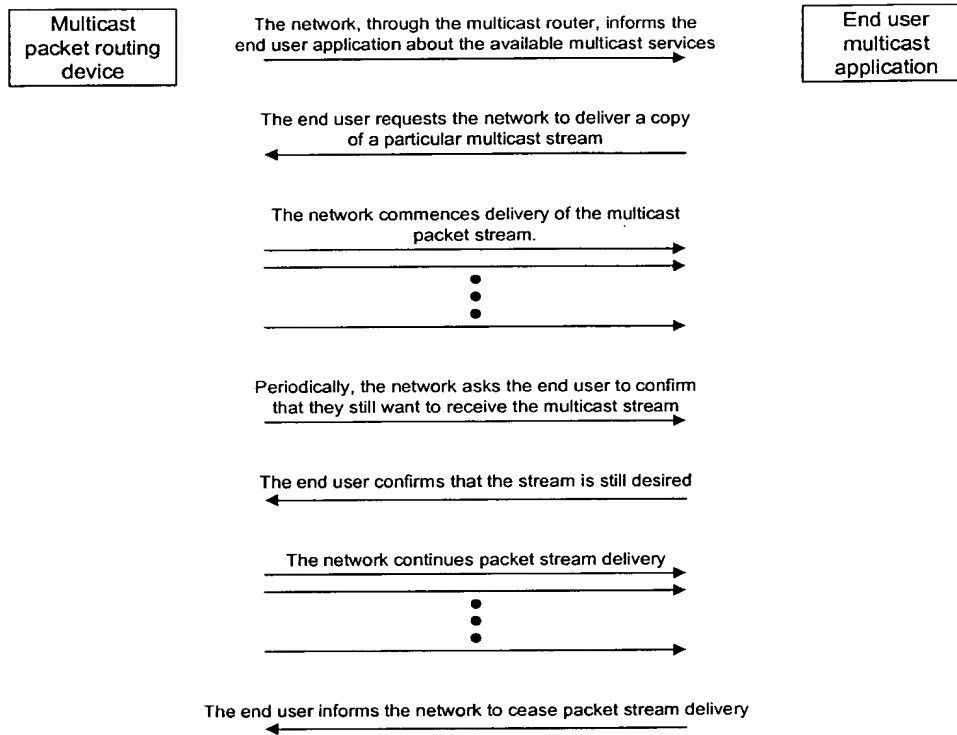 Multicast
packet routing
device
The network, through the multicast router, informs the
end user application about the available multicast services
End user
multicast
application
The end user requests the network to deliver a copy
of a particular multicast stream
The network commences delivery of the multicast
packet stream.
Periodically, the network asks the end user to confirm
that they still want to receive the multicast stream
The end user confirms that the stream is still desired
The network continues packet stream delivery
The end user informs the network to cease packet stream delivery